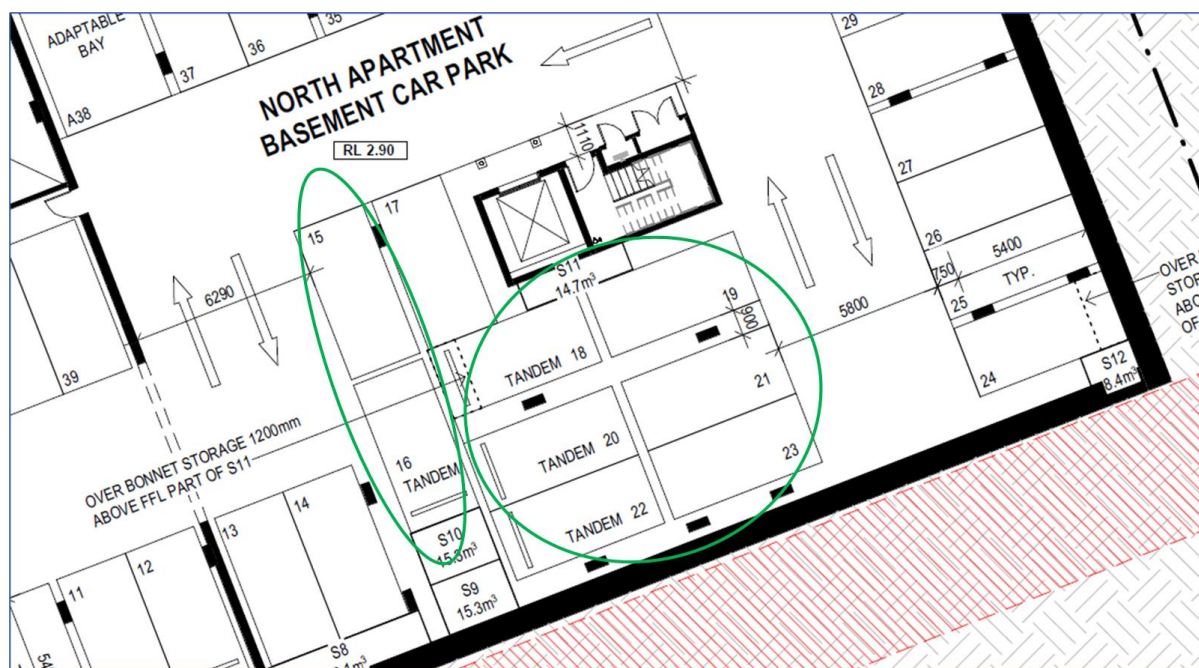 ADAPTABLE
BAY
A38
37
36
35
NORTH APARTMENT
BASEMENT CAR PARK
RL 2.90
1110
29
28
27
26
25
24
5400
TYP.
750
5800
S12
8.4m³
OVER
STOR
ABO
OF
15
17
6290
39
S11
14.7m³
19
900
TANDEM 18
21
TANDEM 20
23
TANDEM 22
16
TANDEM
OVER BONNET STORAGE 1200mm
ABOVE FFL PART OF S11
S10
15.3m³
S9
15.3m³
14
13
12
11
S8
54